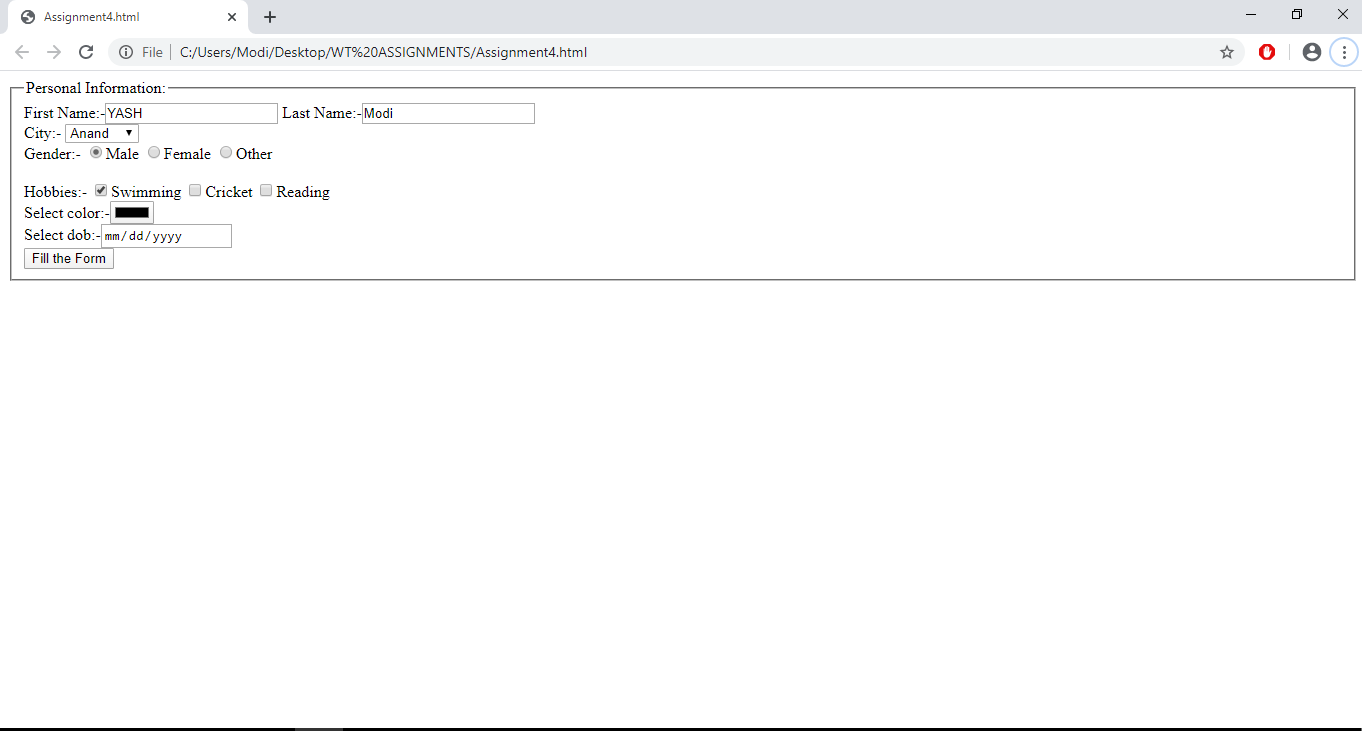 Assignment4.html
File C:/Users/Modi/Desktop/WT%20ASSIGNMENTS/Assignment4.html
Personal Information:
First Name:-YASH Last Name:-Modi
City:- Anand
Gender:- Male Female Other
Hobbies:- Swimming Cricket Reading
Select color:-
Select dob:-mm/dd/yyyy
Fill the Form